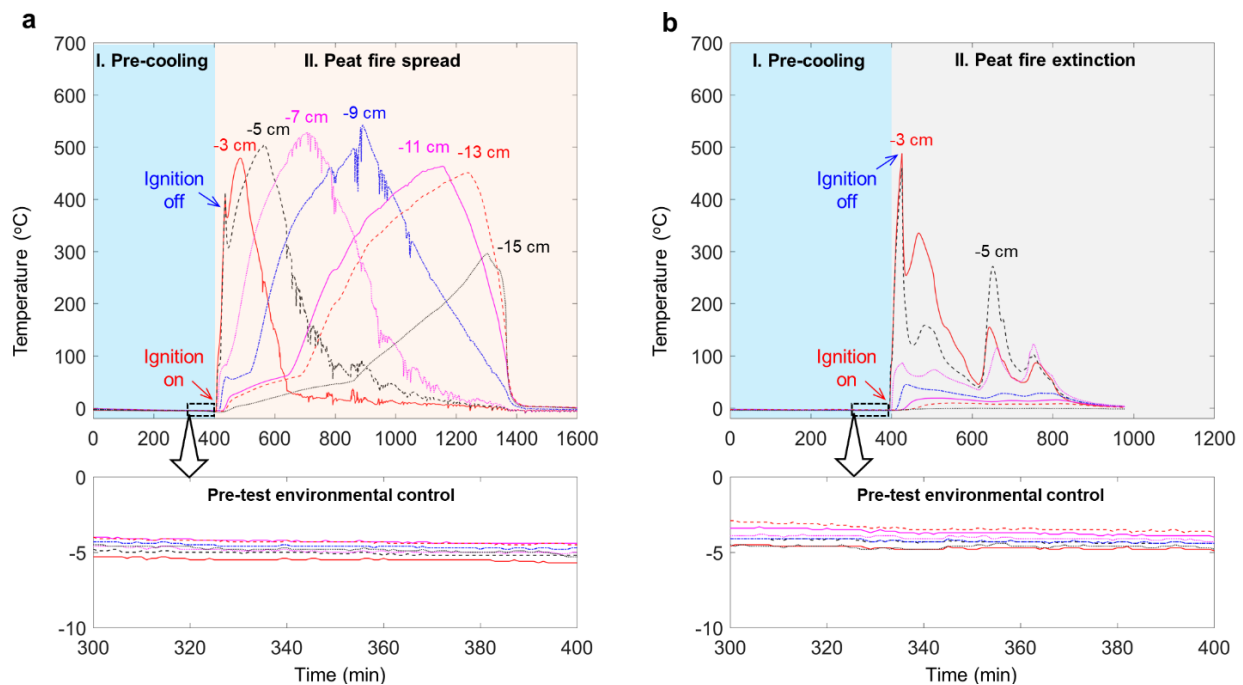 a
700
600
500
400
300
200
100
0
Temperature (°C)
I. Pre-cooling
II. Peat fire spread
-3 cm
-5 cm
-7 cm
-9 cm
-11 cm
-13 cm
-15 cm
Ignition
off
Ignition
on
0 200 400 600 800 1000 1200 1400 1600
Pre-test environmental control
0
-5
-10
300 320 340 360 380 400
Time (min)
b
700
600
500
400
300
200
100
0
Temperature (°C)
I. Pre-cooling
II. Peat fire extinction
-3 cm
Ignition
off
-5 cm
Ignition
on
0 200 400 600 800 1000 1200
Pre-test environmental control
0
-5
-10
300 320 340 360 380 400
Time (min)